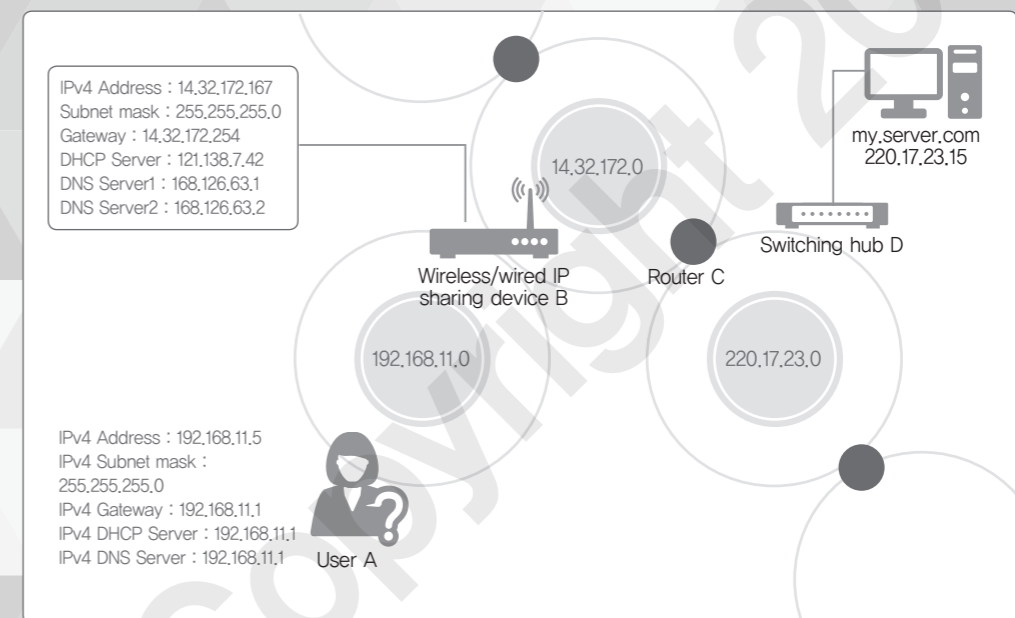 IPv4 Address : 14.32.172.167
Subnet mask : 255.255.255.0
Gateway : 14.32.172.254
DHCP Server : 121.138.7.42
DNS Server1 : 168.126.63.1
DNS Server2 : 168.126.63.2
14.32.172.0
my.server.com
220.17.23.15
Switching hub D
Wireless/wired IP
sharing device B
Router C
192.168.11.0
220.17.23.0
IPv4 Address : 192.168.11.5
IPv4 Subnet mask :
255.255.255.0
IPv4 Gateway : 192.168.11.1
IPv4 DHCP Server : 192.168.11.1
IPv4 DNS Server : 192.168.11.1
User A
Copyright 20